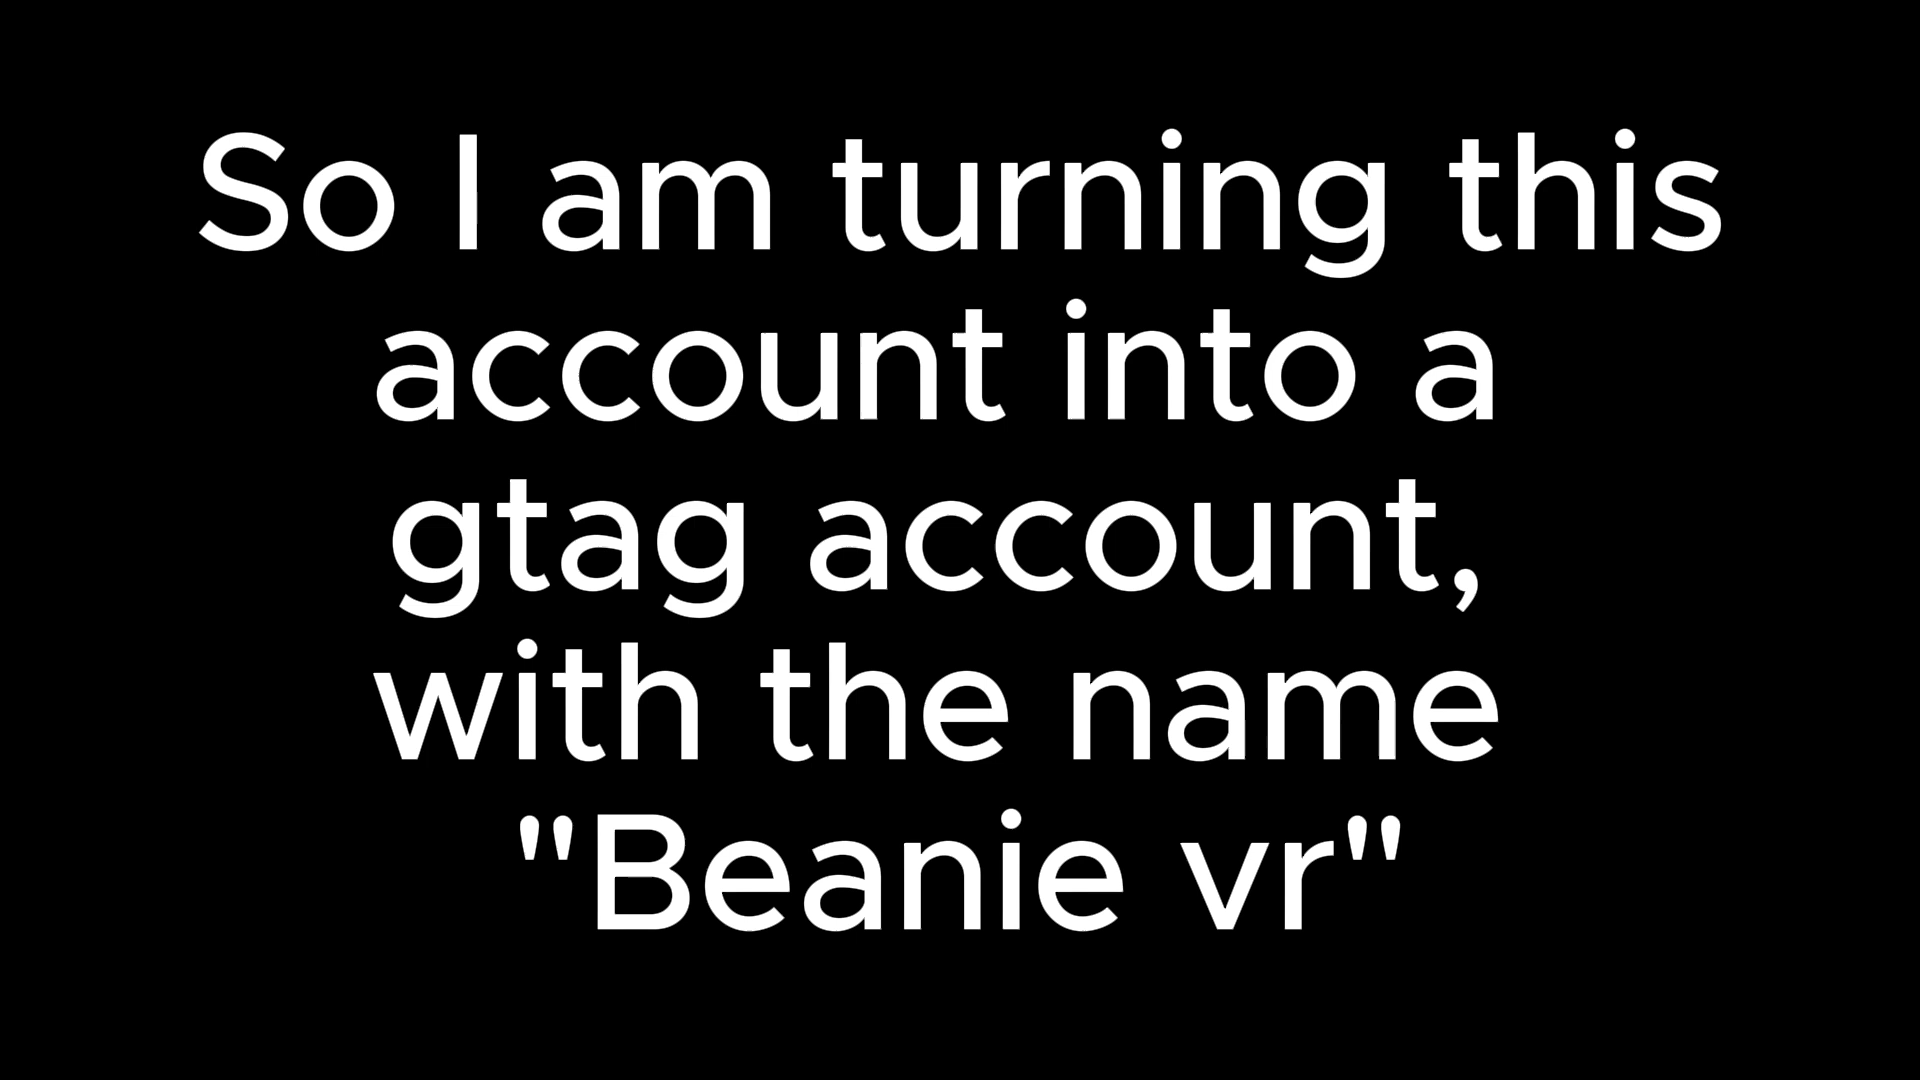 So I am turning this
account into a
gtag account,
with the name
"Beanie vr"